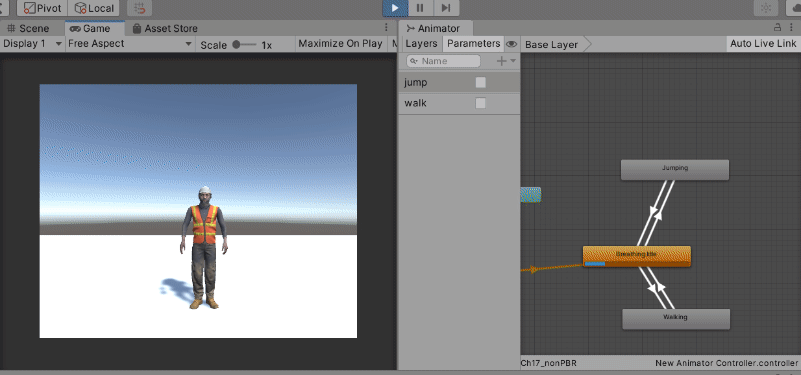 Pivot Local
Scene Game Asset Store Animator
Display 1 Free Aspect Scale 1x Maximize On Play M Layers Parameters Base Layer Auto Live Link
Name
jump
walk
Jumping
Breathing Idle
Walking
Ch17_nonPBR New Animator Controller.controller